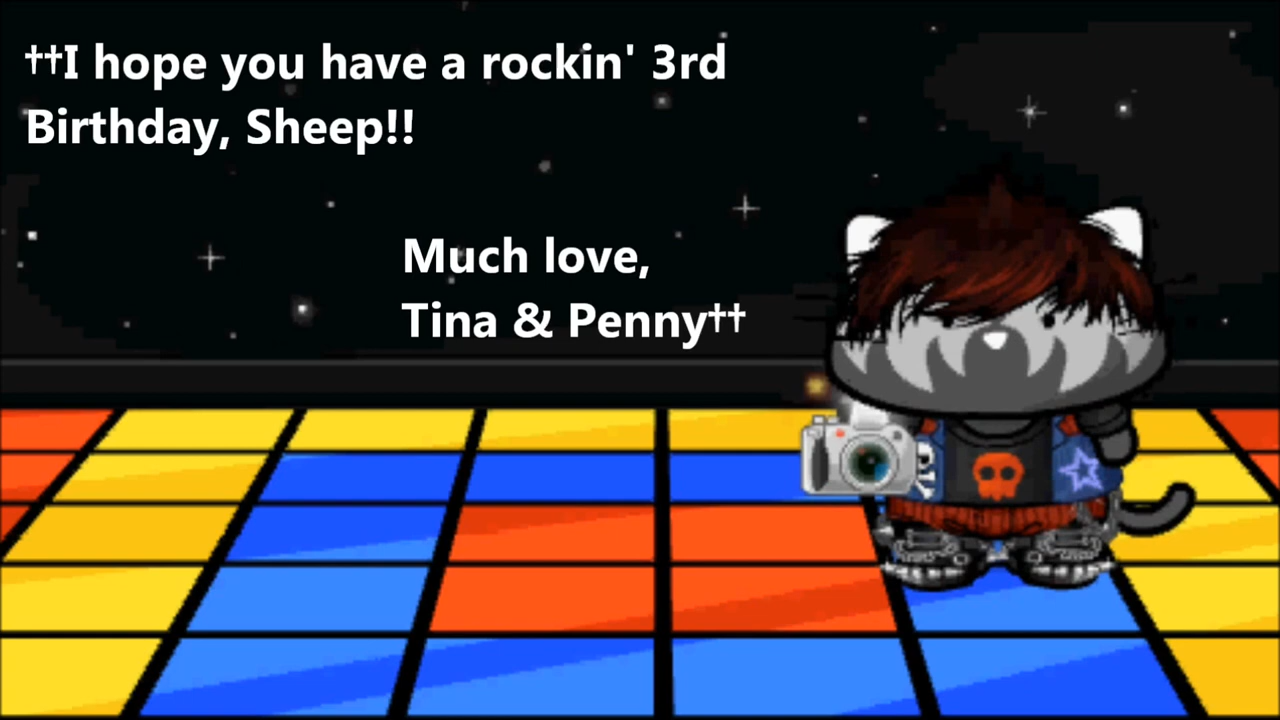 ††I hope you have a rockin' 3rd
Birthday, Sheep!!
Much love,
Tina & Penny††